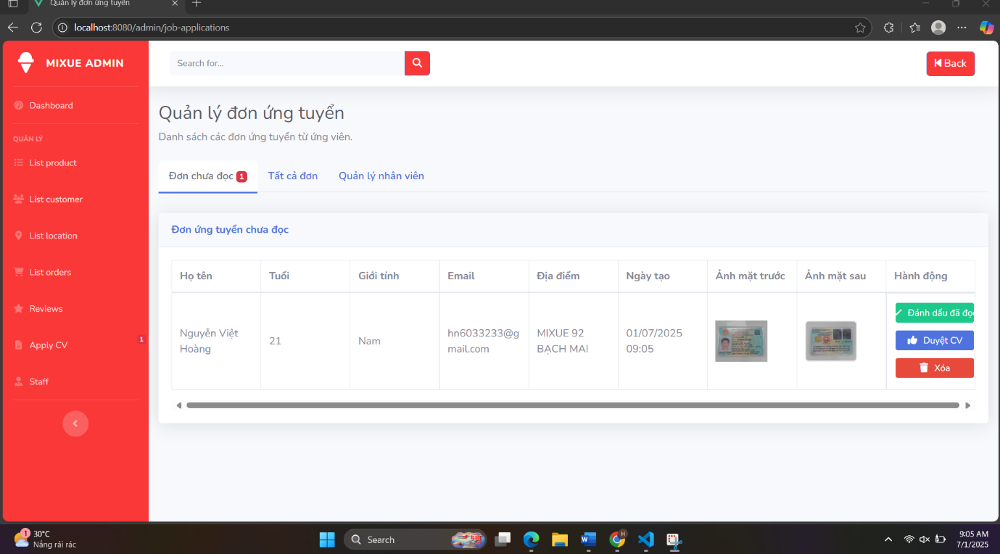 Quản lý đơn ứng tuyển
localhost:8080/admin/job-applications
MIXUE ADMIN
Search for...
Back
Dashboard
QUẢN LÝ
List product
List customer
List location
List orders
Reviews
Apply CV 1
Staff
Quản lý đơn ứng tuyển
Danh sách các đơn ứng tuyển từ ứng viên.
Đơn chưa đọc 1 Tất cả đơn Quản lý nhân viên
Đơn ứng tuyển chưa đọc
Họ tên Tuổi Giới tính Email Địa điểm Ngày tạo Ảnh mặt trước Ảnh mặt sau Hành động
Nguyễn Việt
Hoàng
21
Nam
hn6033233@g
mail.com
MIXUE 92
BẠCH MAI
01/07/2025
09:05
Đánh dấu đã đọc
Duyệt CV
Xóa
1
30°C
Nắng rải rác
Search
H
9:05 AM
7/1/2025